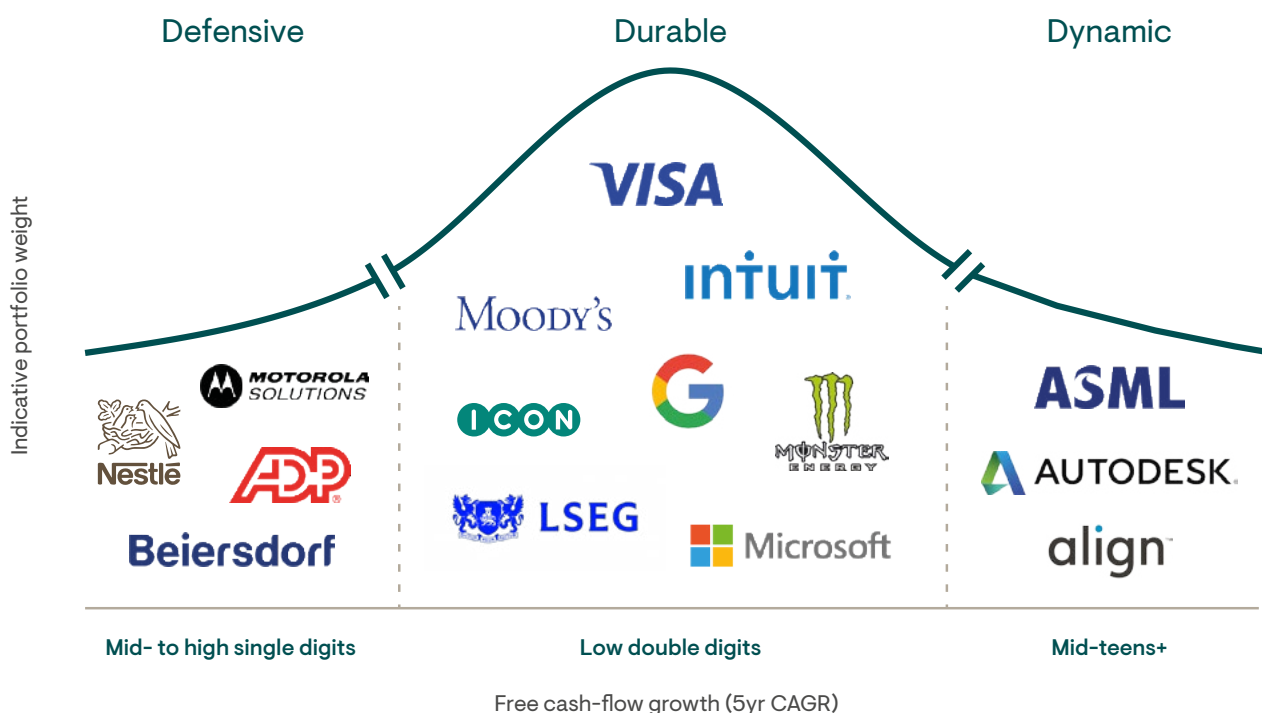 Defensive
Durable
Dynamic
Indicative portfolio weight
VISA
intuit
MOODY'S
MOTOROLA
SOLUTIONS
Nestlé
ADP
Beiersdorf
ICON
G
MONSTER
ENERGY
LSEG
Microsoft
ASML
AUTODESK
align
Mid- to high single digits
Low double digits
Mid-teens+
Free cash-flow growth (5yr CAGR)